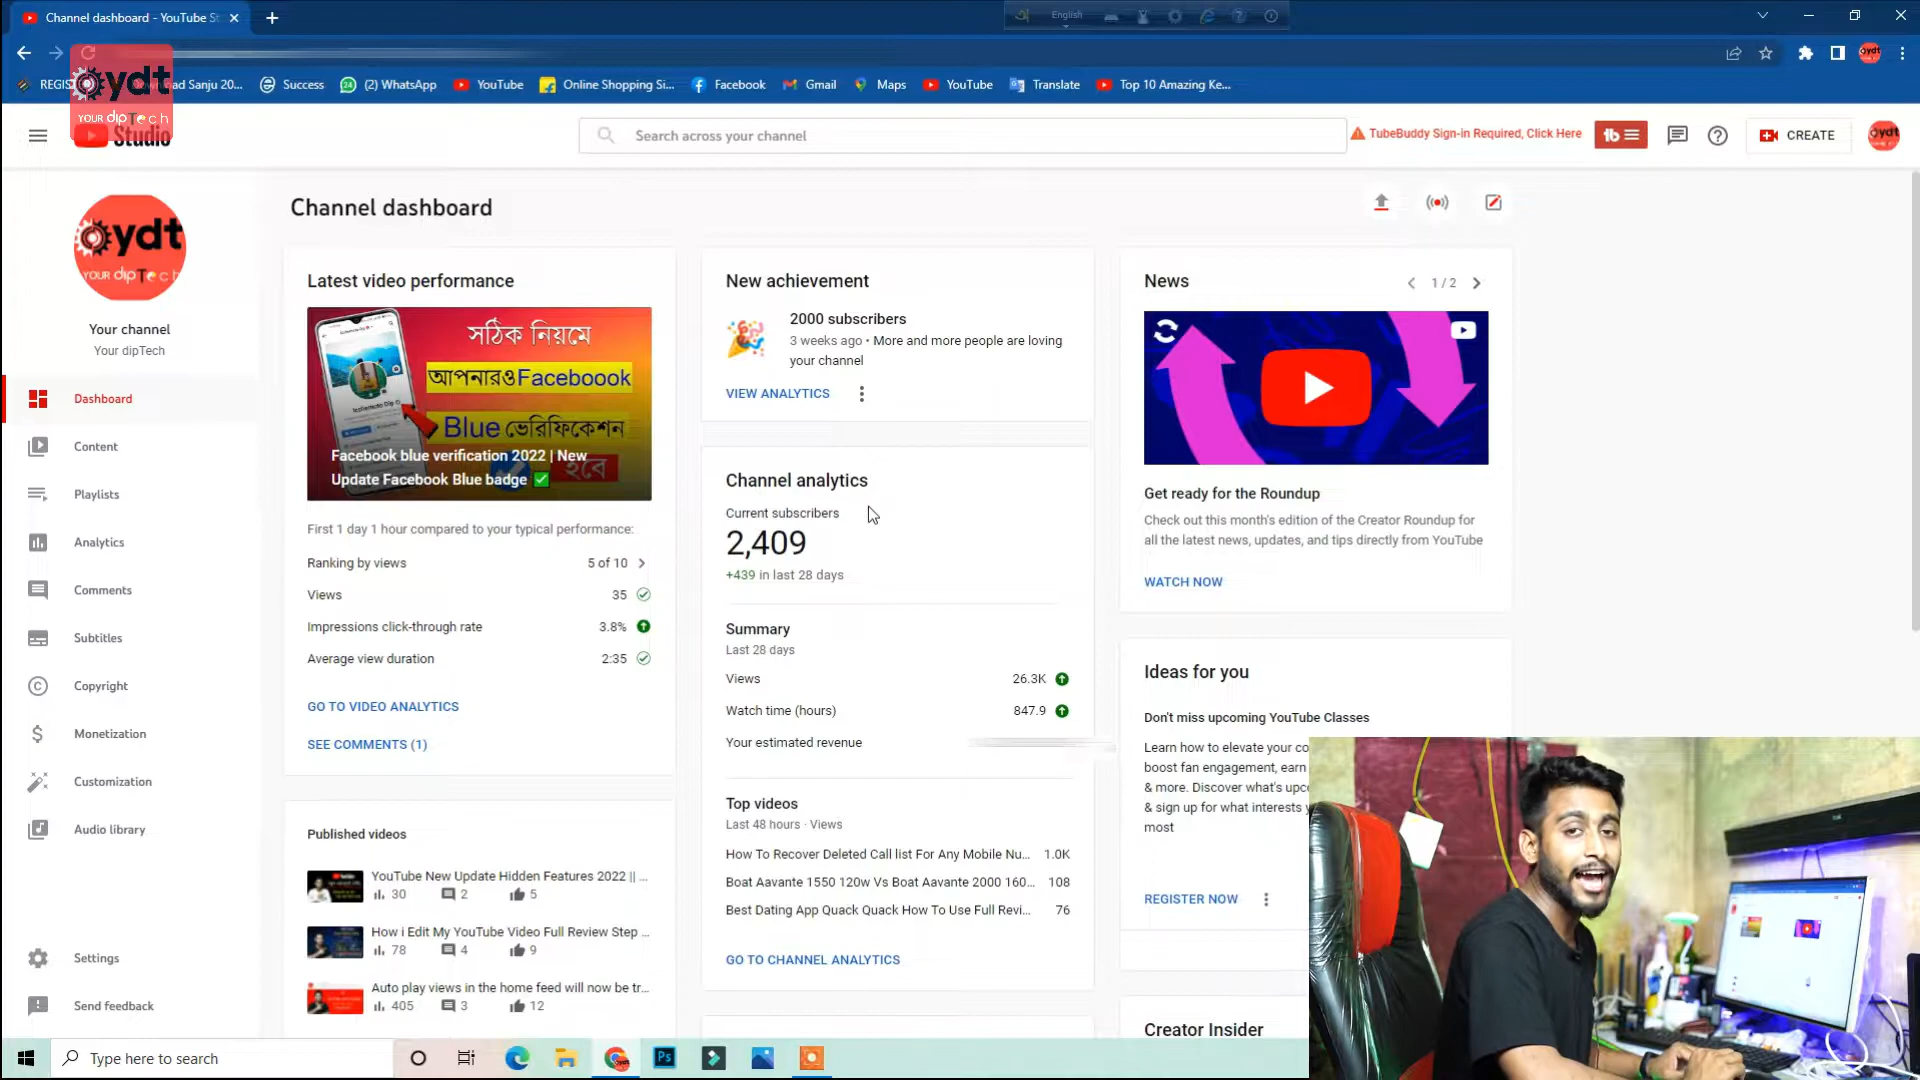 Channel dashboard - YouTube St
English
REGIS
ad Sanju 20...
Success
(2) WhatsApp
YouTube
Online Shopping Si...
Facebook
Gmail
Maps
YouTube
Translate
Top 10 Amazing Ke...
ydt
YOUR dipTech
Studio
Search across your channel
TubeBuddy Sign-in Required, Click Here
tb
CREATE
ydt
ydt
YOUR dipTech
Your channel
Your dipTech
Dashboard
Content
Playlists
Analytics
Comments
Subtitles
Copyright
Monetization
Customization
Audio library
Settings
Send feedback
Channel dashboard
Latest video performance
সঠিক নিয়মে
আপনারও Faceboook
Blue ভেরিফিকেশন
হবে
Facebook blue verification 2022 | New
Update Facebook Blue badge ✅
First 1 day 1 hour compared to your typical performance:
Ranking by views 5 of 10
Views 35
Impressions click-through rate 3.8%
Average view duration 2:35
GO TO VIDEO ANALYTICS
SEE COMMENTS (1)
Published videos
YouTube New Update Hidden Features 2022 || ...
30 2 5
How i Edit My YouTube Video Full Review Step ...
78 4 9
Auto play views in the home feed will now be tr...
405 3 12
New achievement
2000 subscribers
3 weeks ago • More and more people are loving
your channel
VIEW ANALYTICS
Channel analytics
Current subscribers
2,409
+439 in last 28 days
Summary
Last 28 days
Views 26.3K
Watch time (hours) 847.9
Your estimated revenue
Top videos
Last 48 hours · Views
How To Recover Deleted Call list For Any Mobile Nu... 1.0K
Boat Aavante 1550 120w Vs Boat Aavante 2000 160... 108
Best Dating App Quack Quack How To Use Full Revi... 76
GO TO CHANNEL ANALYTICS
News
1 / 2
Get ready for the Roundup
Check out this month's edition of the Creator Roundup for
all the latest news, updates, and tips directly from YouTube
WATCH NOW
Ideas for you
Don't miss upcoming YouTube Classes
Learn how to elevate your co
boost fan engagement, earn
& more. Discover what's upc
& sign up for what interests y
most
REGISTER NOW
Creator Insider
Type here to search
Ps